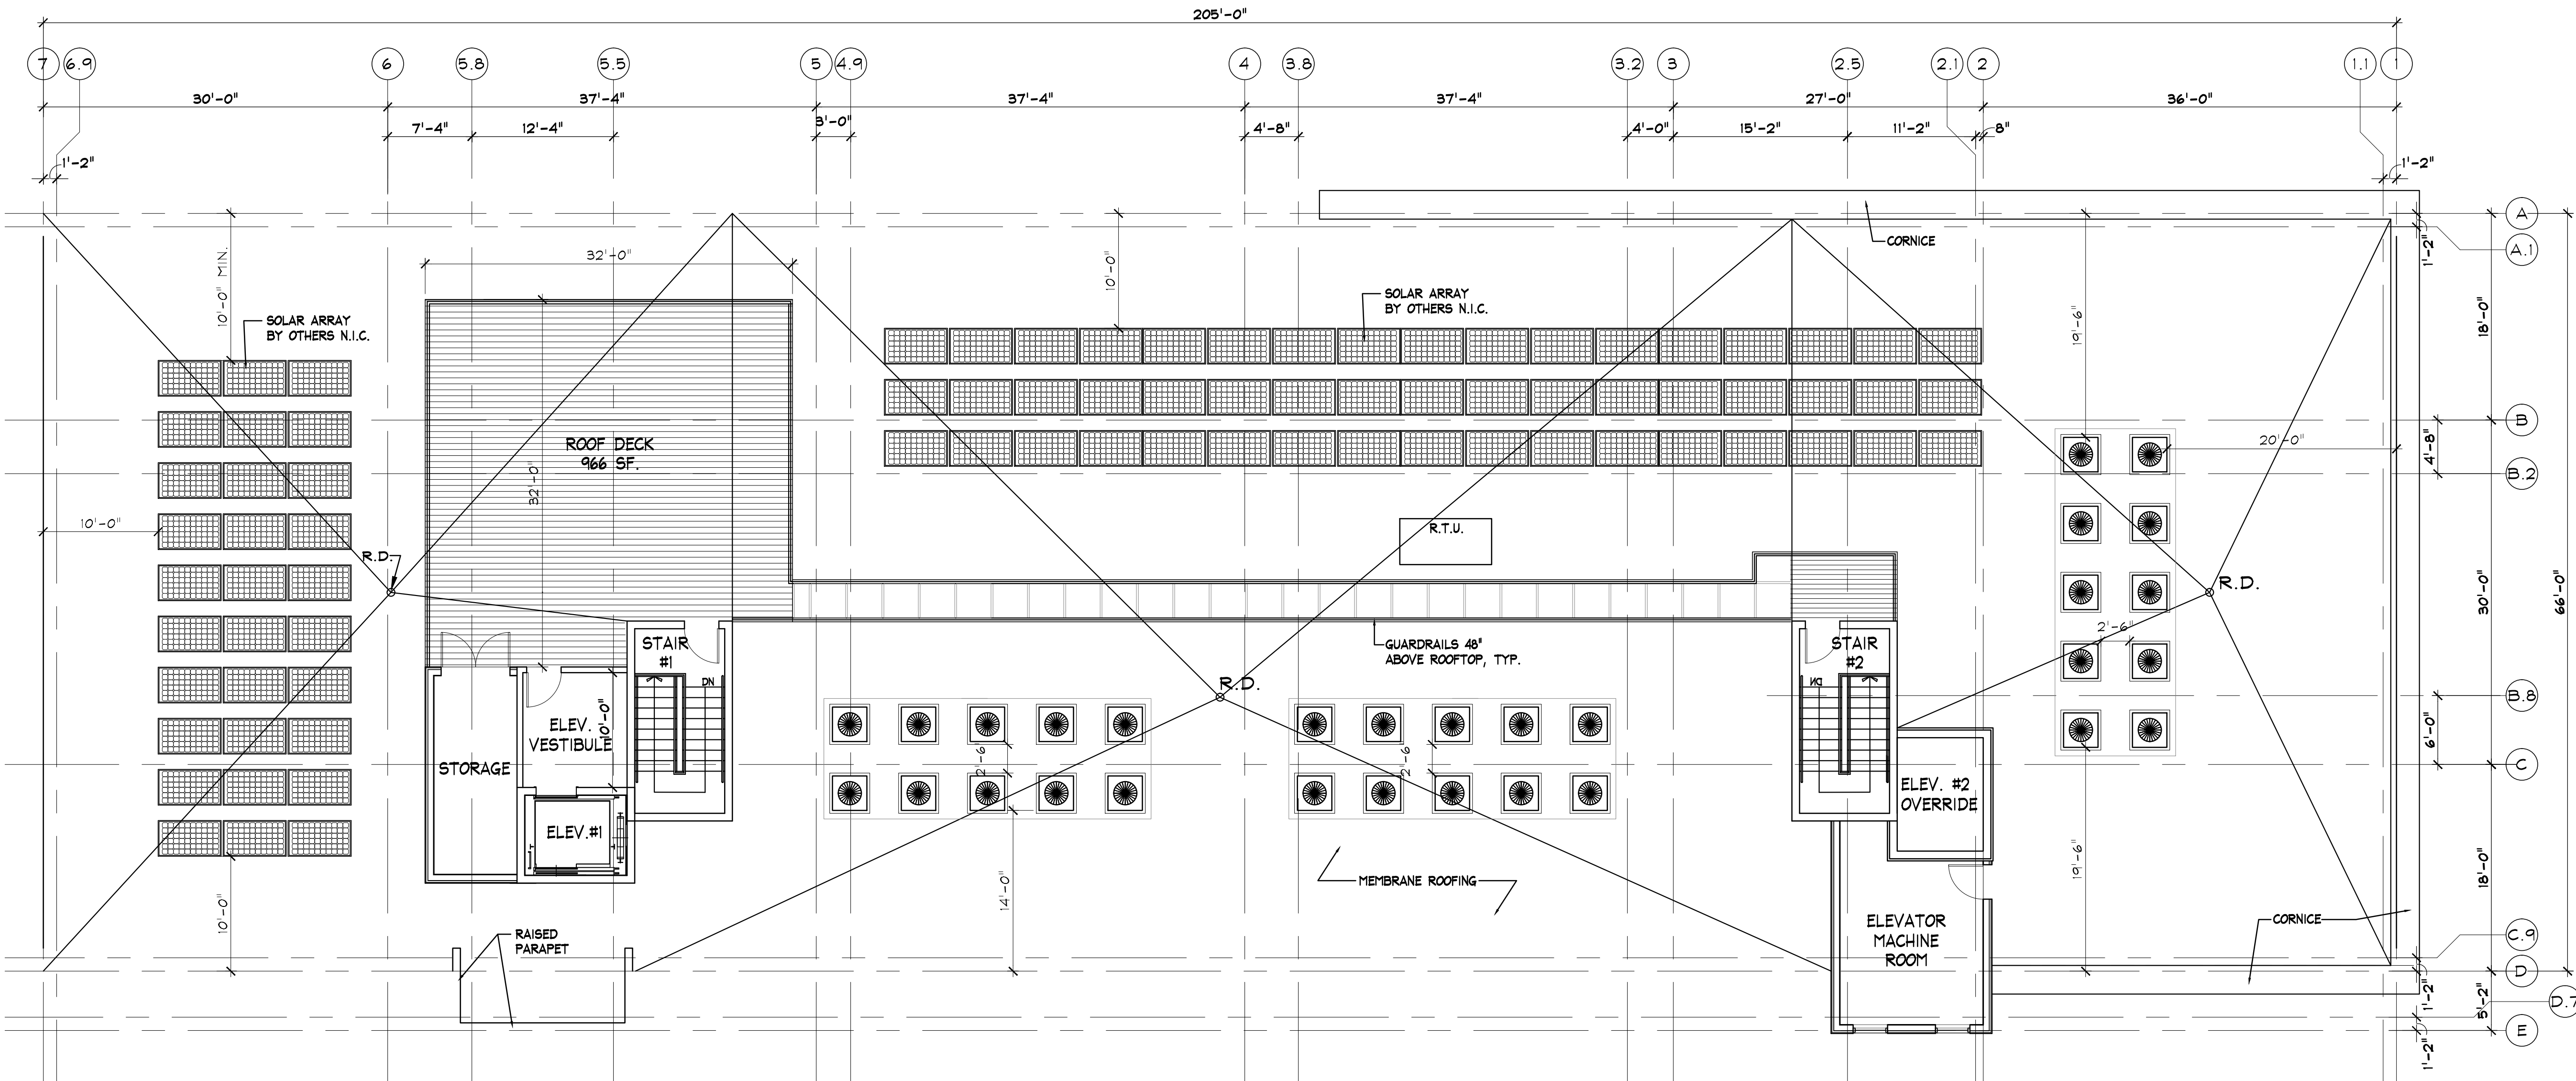 205'-0"
7
6.9
6
5.8
5.5
5
4.9
4
3.8
3.2
3
2.5
2.1
2
1.1
1
30'-0"
37'-4"
37'-4"
37'-4"
27'-0"
36'-0"
7'-4"
12'-4"
3'-0"
4'-8"
4'-0"
15'-2"
11'-2"
8"
1'-2"
1'-2"
A
A.1
1'-2"
CORNICE
32'-0"
10'-0" MIN.
10'-0"
19'-6"
18'-0"
SOLAR ARRAY
BY OTHERS N.I.C.
SOLAR ARRAY
BY OTHERS N.I.C.
B
4'-8"
B.2
20'-0"
ROOF DECK
966 SF.
32'-0"
10'-0"
R.D.
R.T.U.
R.D.
30'-0"
66'-0"
2'-6"
STAIR
#1
GUARDRAILS 48"
ABOVE ROOFTOP, TYP.
STAIR
#2
DN
DN
R.D.
B.8
6'-0"
C
ELEV.
VESTIBULE
10'-0"
STORAGE
2'-6"
2'-6
ELEV. #2
OVERRIDE
ELEV.#1
14'-0"
MEMBRANE ROOFING
19'-6"
18'-0"
10'-0"
RAISED
PARAPET
ELEVATOR
MACHINE
ROOM
CORNICE
C.9
D
1'-2"
5'-2"
D.7
E
1'-2"